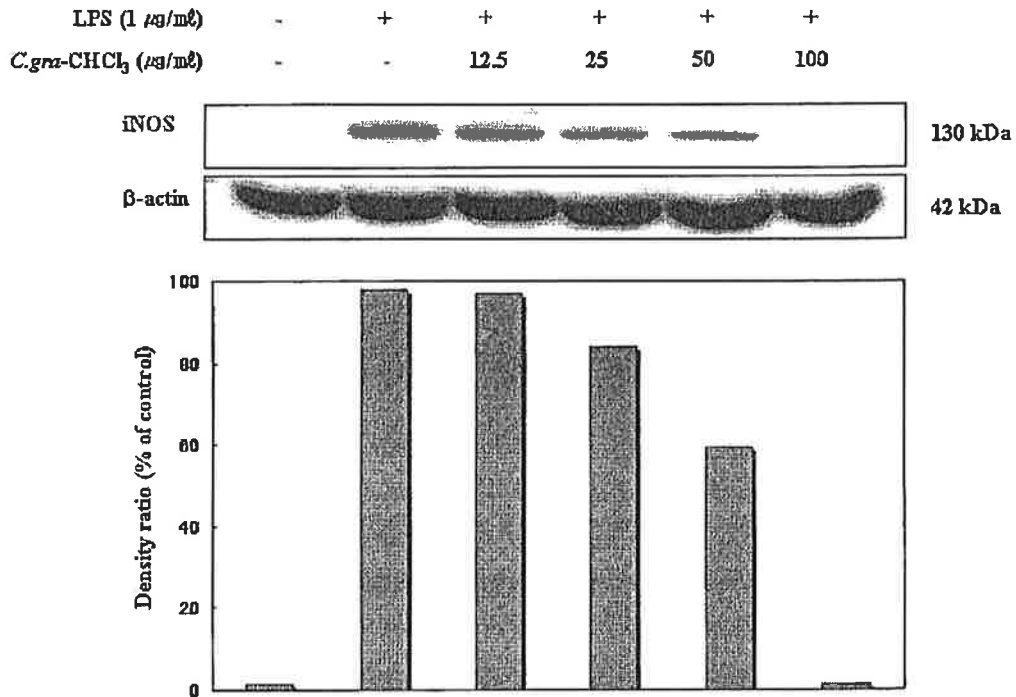 LPS (1 ㎍/㎖) - + + + + +
C.gra-CHCl₃ (㎍/㎖) - - 12.5 25 50 100
iNOS 130 kDa
β-actin 42 kDa
100
80
60
40
20
0
Density ratio (% of control)